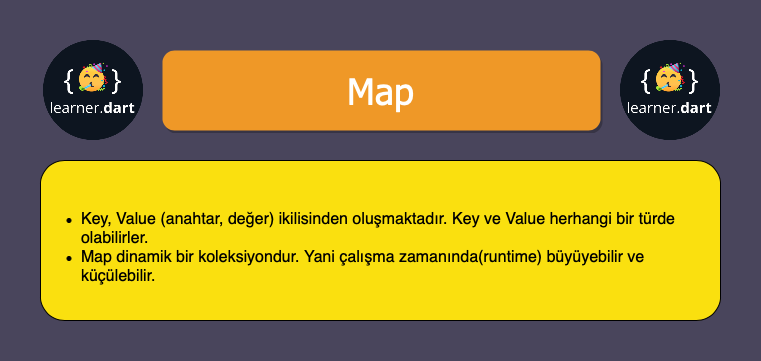 {🥳}
learner.dart
Map
{🥳}
learner.dart
• Key, Value (anahtar, değer) ikilisinden oluşmaktadır. Key ve Value herhangi bir türde
olabilirler.
• Map dinamik bir koleksiyondur. Yani çalışma zamanında(runtime) büyüyebilir ve
küçülebilir.